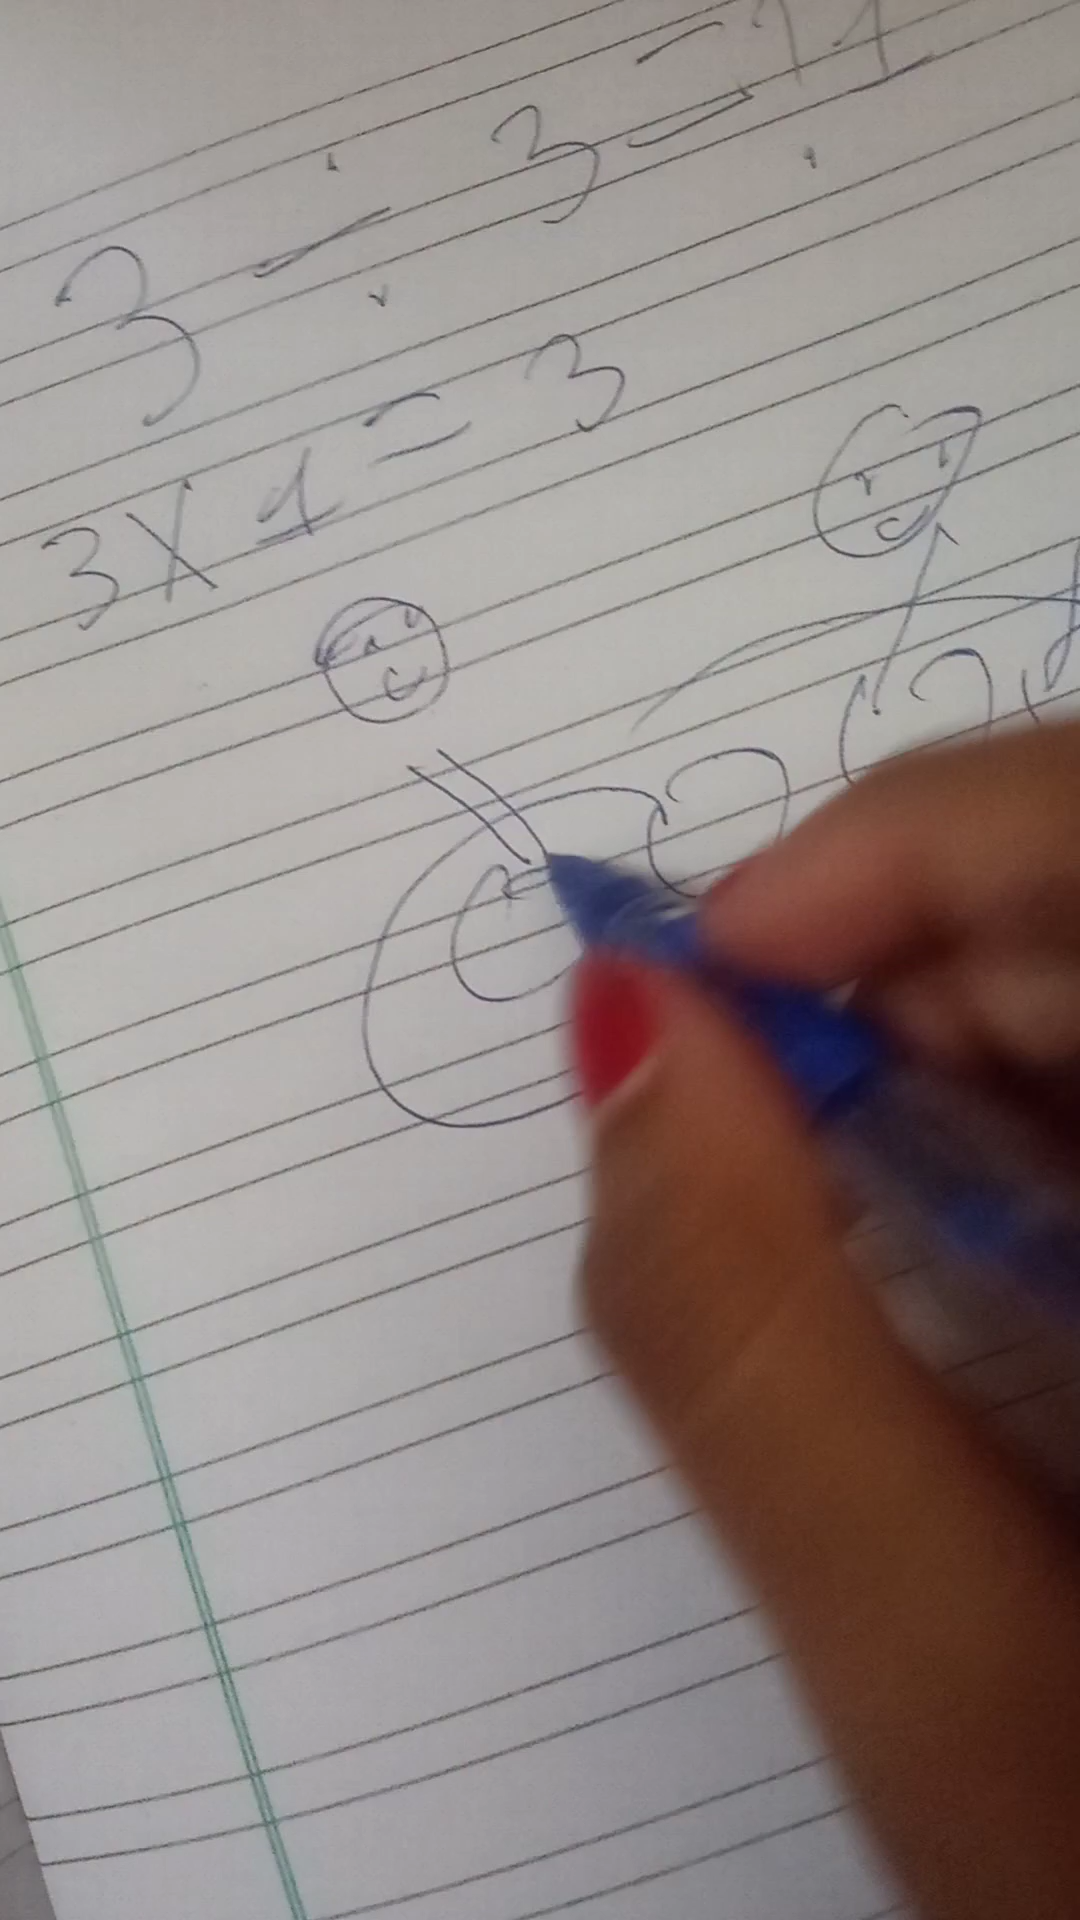 3 ÷ 3 = 1
3 X 1 = 3